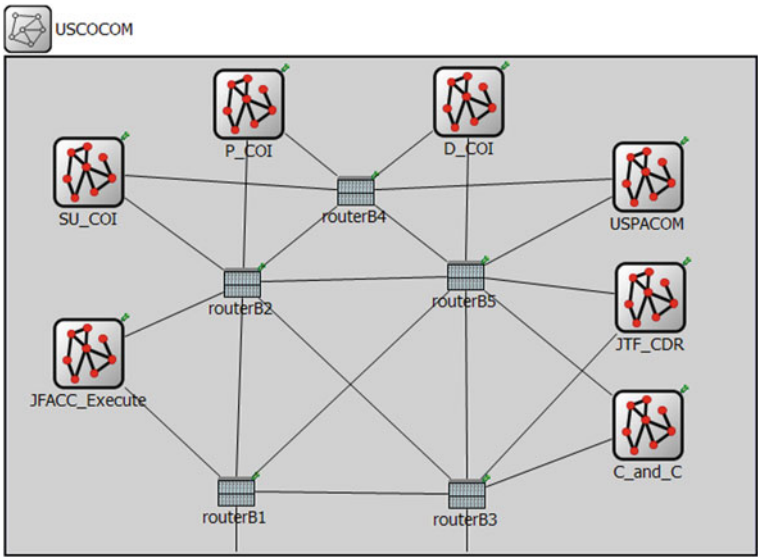 USCOCOM
P_COI
D_COI
SU_COI
routerB4
USPACOM
routerB2
routerB5
JTF_CDR
JFACC_Execute
C_and_C
routerB1
routerB3